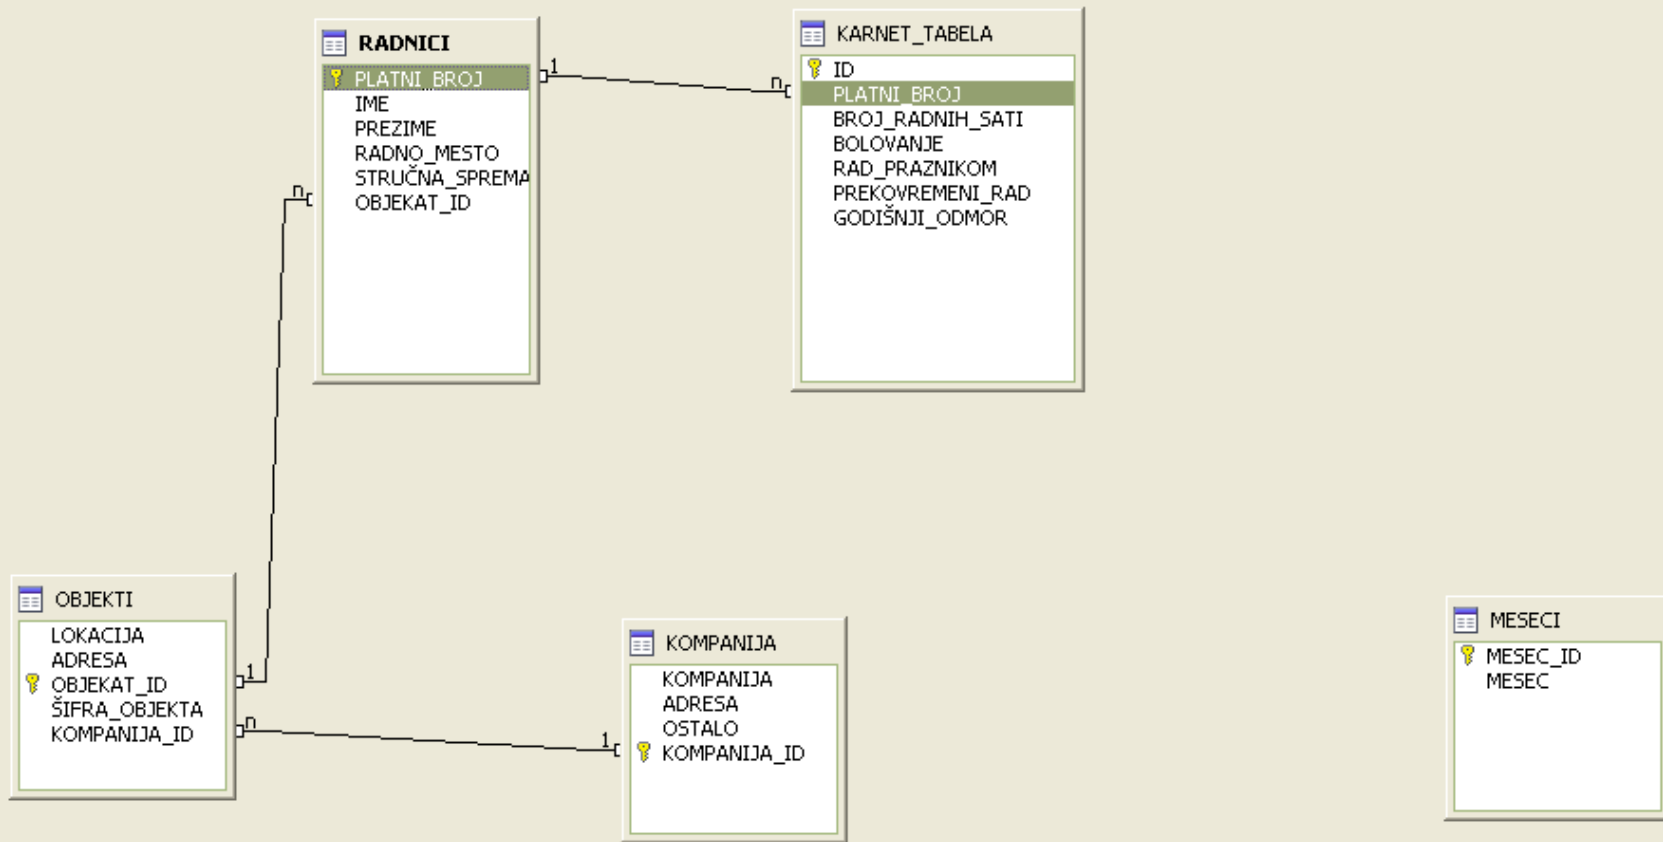 RADNICI
PLATNI_BROJ
IME
PREZIME
RADNO_MESTO
STRUČNA_SPREMA
OBJEKAT_ID
1
n
n
KARNET_TABELA
ID
PLATNI_BROJ
BROJ_RADNIH_SATI
BOLOVANJE
RAD_PRAZNIKOM
PREKOVREMENI_RAD
GODIŠNJI_ODMOR
OBJEKTI
LOKACIJA
ADRESA
OBJEKAT_ID
ŠIFRA_OBJEKTA
KOMPANIJA_ID
1
n
1
KOMPANIJA
KOMPANIJA
ADRESA
OSTALO
KOMPANIJA_ID
MESECI
MESEC_ID
MESEC